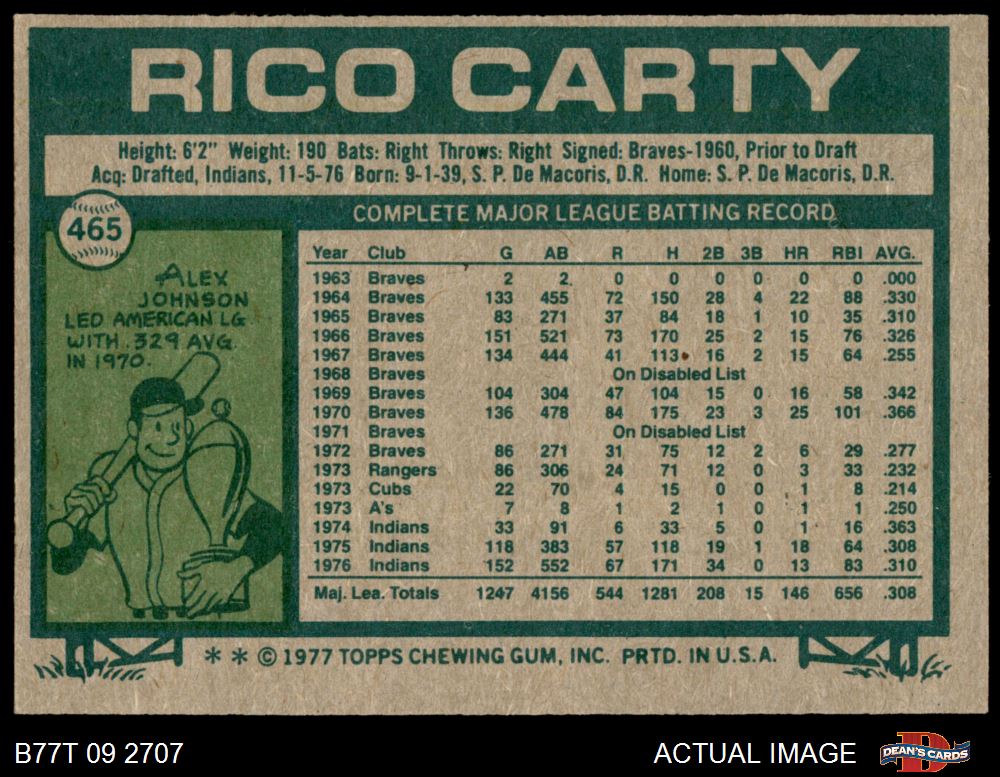 RICO CARTY
Height: 6'2" Weight: 190 Bats: Right Throws: Right Signed: Braves-1960, Prior to Draft
Acq: Drafted, Indians, 11-5-76 Born: 9-1-39, S. P. De Macoris, D.R. Home: S. P. De Macoris, D.R.
465
COMPLETE MAJOR LEAGUE BATTING RECORD
ALEX
JOHNSON
LED AMERICAN LG.
WITH .329 AVG.
IN 1970.
Year Club G AB R H 2B 3B HR RBI AVG.
1963 Braves 2 2 0 0 0 0 0 0 .000
1964 Braves 133 455 72 150 28 4 22 88 .330
1965 Braves 83 271 37 84 18 1 10 35 .310
1966 Braves 151 521 73 170 25 2 15 76 .326
1967 Braves 134 444 41 113 16 2 15 64 .255
1968 Braves On Disabled List
1969 Braves 104 304 47 104 15 0 16 58 .342
1970 Braves 136 478 84 175 23 3 25 101 .366
1971 Braves On Disabled List
1972 Braves 86 271 31 75 12 2 6 29 .277
1973 Rangers 86 306 24 71 12 0 3 33 .232
1973 Cubs 22 70 4 15 0 0 1 8 .214
1973 A's 7 8 1 2 1 0 1 1 .250
1974 Indians 33 91 6 33 5 0 1 16 .363
1975 Indians 118 383 57 118 19 1 18 64 .308
1976 Indians 152 552 67 171 34 0 13 83 .310
Maj. Lea. Totals 1247 4156 544 1281 208 15 146 656 .308
* * © 1977 TOPPS CHEWING GUM, INC. PRTD. IN U.S.A.
B77T 09 2707
ACTUAL IMAGE
DEAN'S CARDS